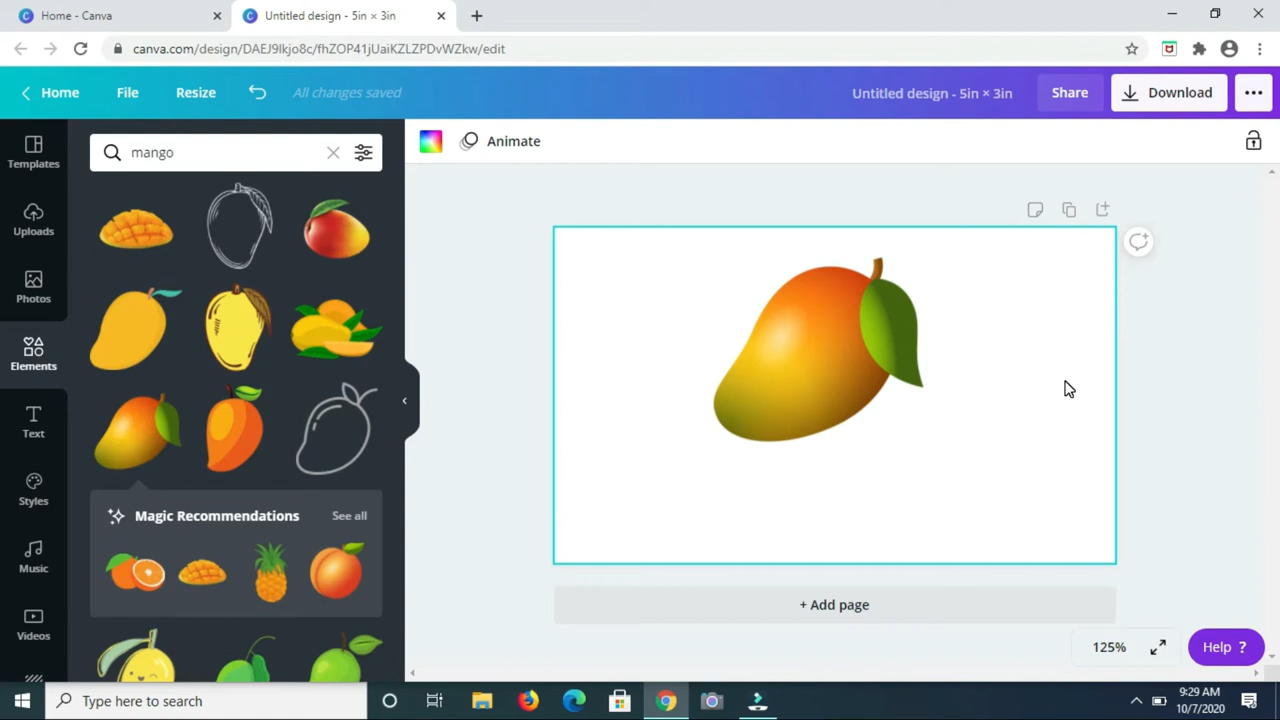 Home - Canva
Untitled design - 5in × 3in
canva.com/design/DAEJ9lkjo8c/fhZOP41jUaiKZLZPDvWZkw/edit
Home
File
Resize
All changes saved
Untitled design - 5in × 3in
Share
Download
Templates
Uploads
Photos
Elements
Text
Styles
Music
Videos
mango
Magic Recommendations
See all
Animate
+ Add page
125%
Help ?
Type here to search
9:29 AM
10/7/2020